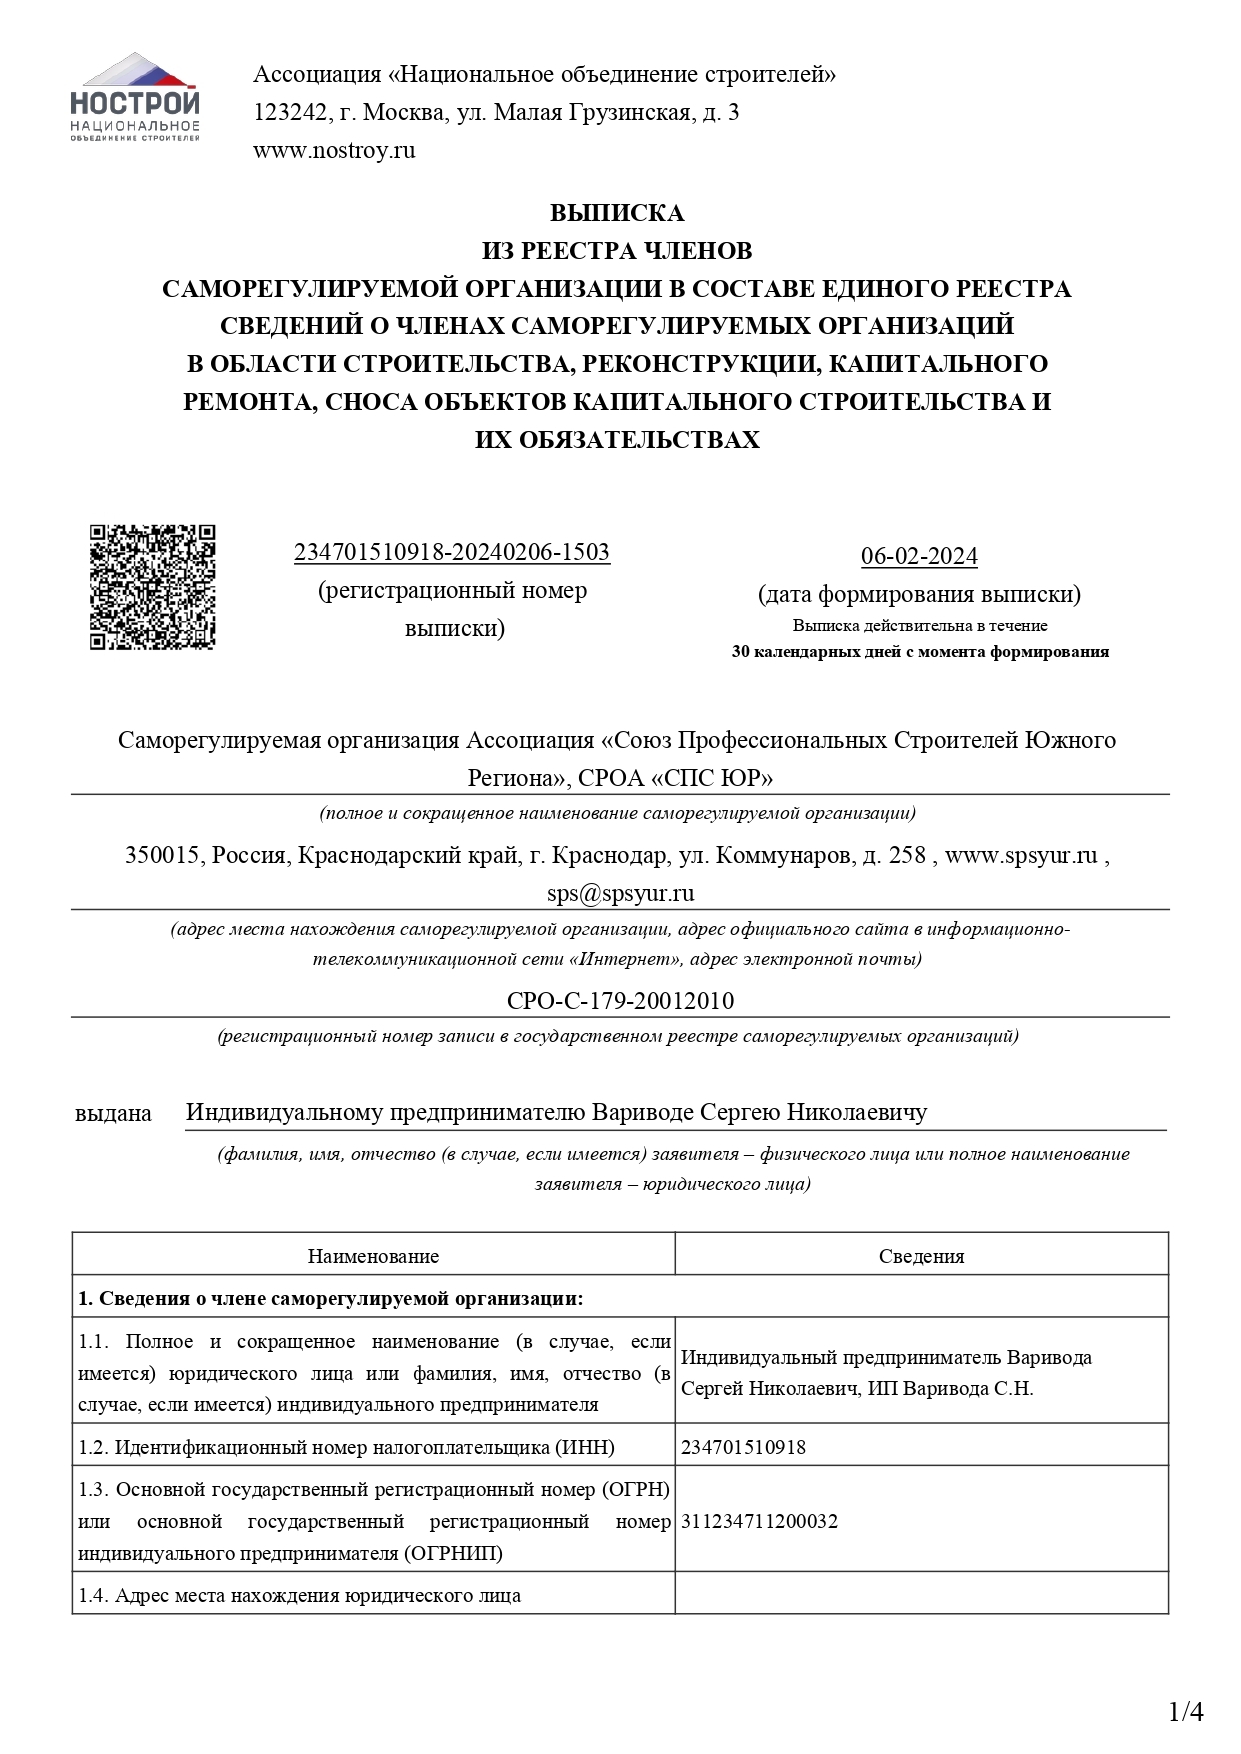 НОСТРОЙ
НАЦИОНАЛЬНОЕ
ОБЪЕДИНЕНИЕ СТРОИТЕЛЕЙ
Ассоциация «Национальное объединение строителей»
123242, г. Москва, ул. Малая Грузинская, д. 3
www.nostroy.ru
ВЫПИСКА
ИЗ РЕЕСТРА ЧЛЕНОВ
САМОРЕГУЛИРУЕМОЙ ОРГАНИЗАЦИИ В СОСТАВЕ ЕДИНОГО РЕЕСТРА
СВЕДЕНИЙ О ЧЛЕНАХ САМОРЕГУЛИРУЕМЫХ ОРГАНИЗАЦИЙ
В ОБЛАСТИ СТРОИТЕЛЬСТВА, РЕКОНСТРУКЦИИ, КАПИТАЛЬНОГО
РЕМОНТА, СНОСА ОБЪЕКТОВ КАПИТАЛЬНОГО СТРОИТЕЛЬСТВА И
ИХ ОБЯЗАТЕЛЬСТВАХ
234701510918-20240206-1503
(регистрационный номер
выписки)
06-02-2024
(дата формирования выписки)
Выписка действительна в течение
30 календарных дней с момента формирования
Саморегулируемая организация Ассоциация «Союз Профессиональных Строителей Южного
Региона», СРОА «СПС ЮР»
(полное и сокращенное наименование саморегулируемой организации)
350015, Россия, Краснодарский край, г. Краснодар, ул. Коммунаров, д. 258 , www.spsyur.ru ,
sps@spsyur.ru
(адрес места нахождения саморегулируемой организации, адрес официального сайта в информационно-
телекоммуникационной сети «Интернет», адрес электронной почты)
СРО-С-179-20012010
(регистрационный номер записи в государственном реестре саморегулируемых организаций)
выдана Индивидуальному предпринимателю Вариводе Сергею Николаевичу
(фамилия, имя, отчество (в случае, если имеется) заявителя – физического лица или полное наименование
заявителя – юридического лица)
Наименование
Сведения
1. Сведения о члене саморегулируемой организации:
1.1. Полное и сокращенное наименование (в случае, если
имеется) юридического лица или фамилия, имя, отчество (в
случае, если имеется) индивидуального предпринимателя
Индивидуальный предприниматель Варивода
Сергей Николаевич, ИП Варивода С.Н.
1.2. Идентификационный номер налогоплательщика (ИНН)
234701510918
1.3. Основной государственный регистрационный номер (ОГРН)
или основной государственный регистрационный номер
индивидуального предпринимателя (ОГРНИП)
311234711200032
1.4. Адрес места нахождения юридического лица
1/4